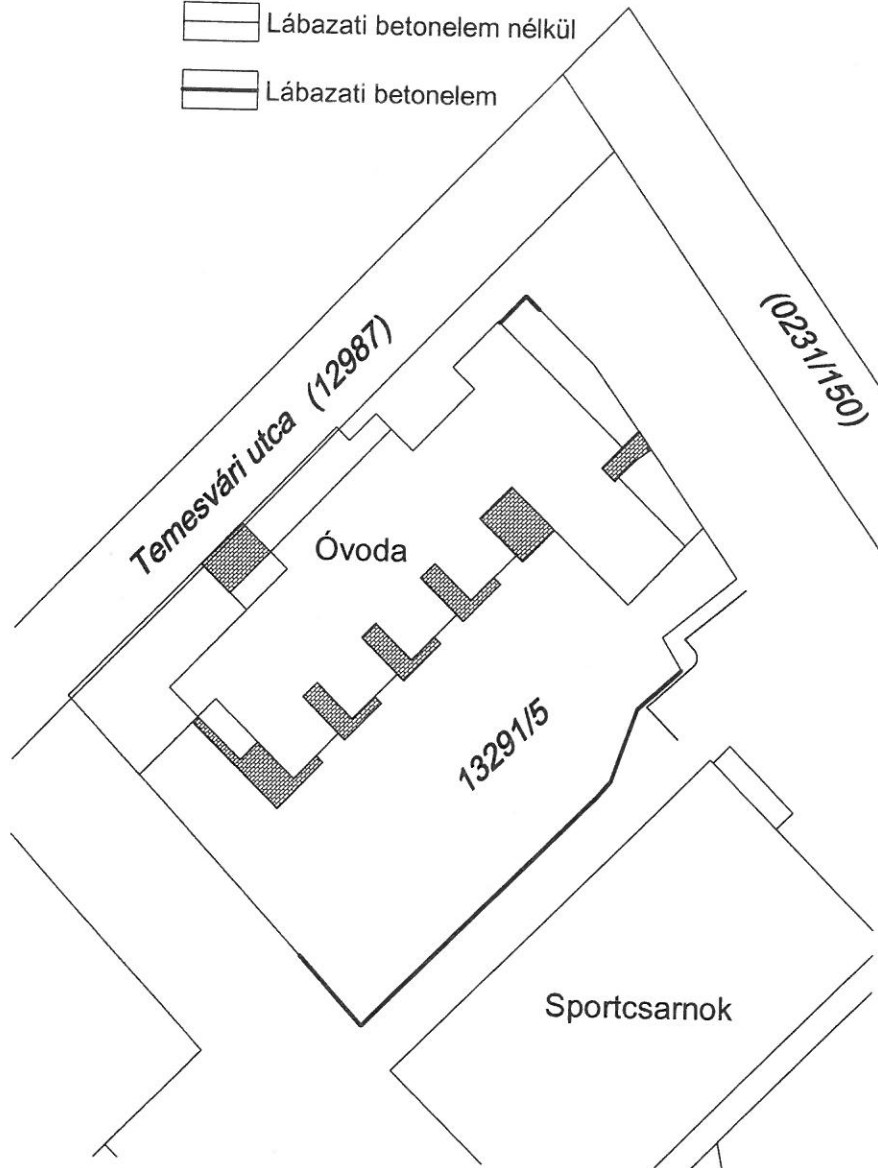 Lábazati betonelem nélkül
Lábazati betonelem
Temesvári utca (12987)
(0231/150)
Óvoda
13291/5
Sportcsarnok